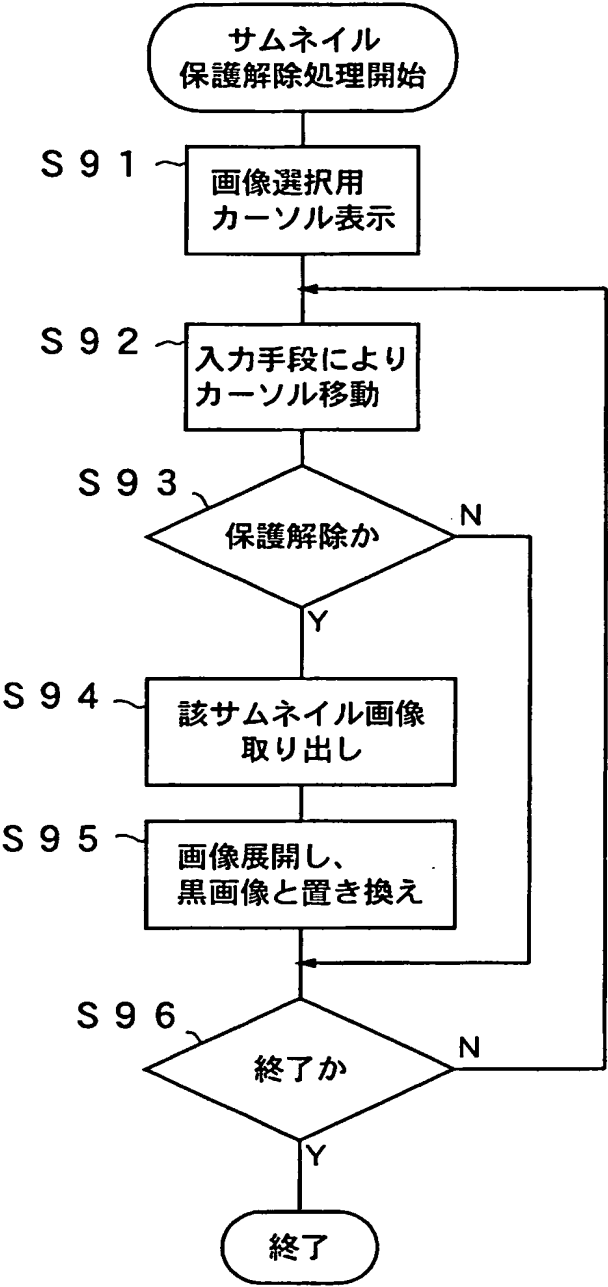 サムネイル
保護解除処理開始
S91
画像選択用
カーソル表示
S92
入力手段により
カーソル移動
S93
保護解除か
N
Y
S94
該サムネイル画像
取り出し
S95
画像展開し、
黒画像と置き換え
S96
終了か
N
Y
終了